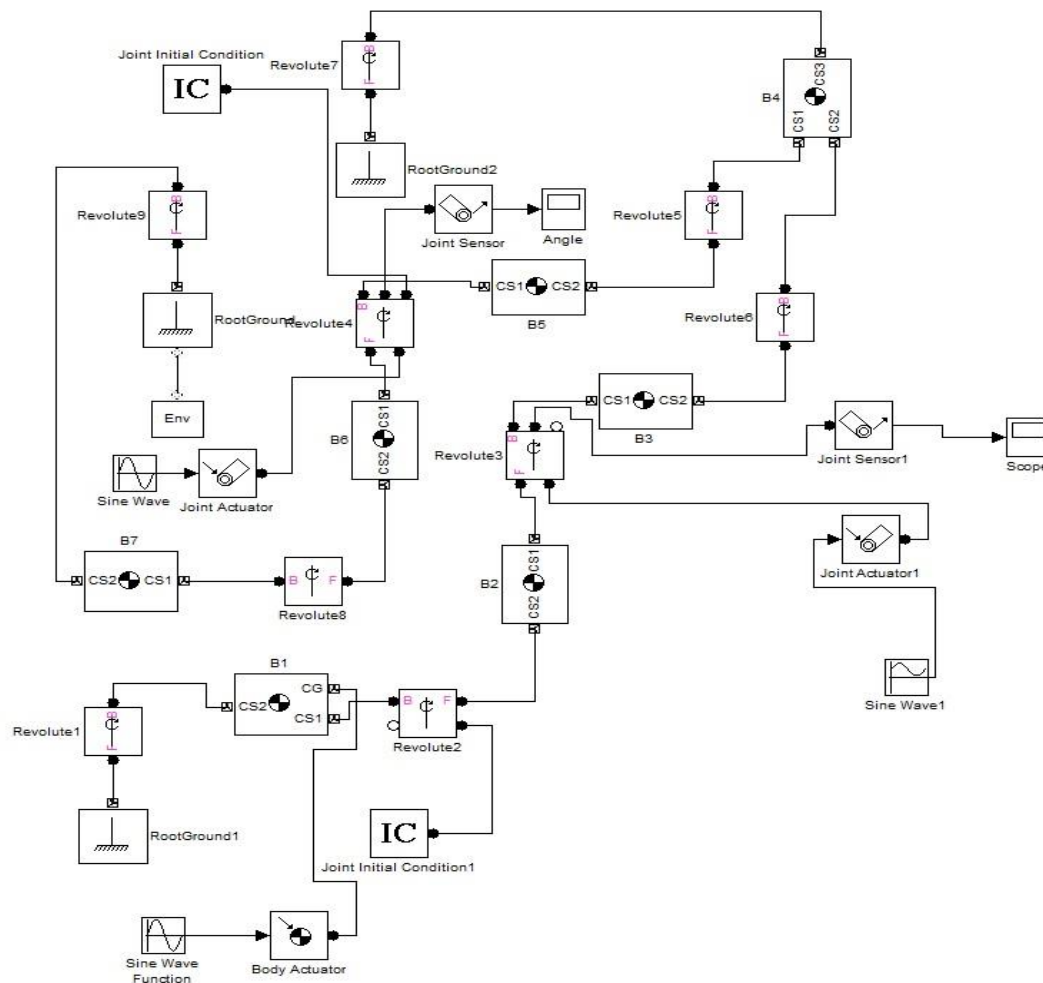 Joint Initial Condition
IC
Revolute7
B
F
CS3
B4
CS1
CS2
RootGround2
Revolute9
B
F
Joint Sensor
Angle
Revolute5
B
F
CS1
CS2
B5
RootGround
Revolute4
B
F
Revolute6
B
F
Env
B6
CS1
CS2
CS1
CS2
B3
Revolute3
B
F
Joint Sensor1
Scope
Sine Wave
Joint Actuator
B7
CS2
CS1
B
F
Revolute8
B2
CS1
CS2
Joint Actuator1
B1
CG
CS2
CS1
B
F
Revolute2
Sine Wave1
Revolute1
B
F
RootGround1
IC
Joint Initial Condition1
Sine Wave
Function
Body Actuator